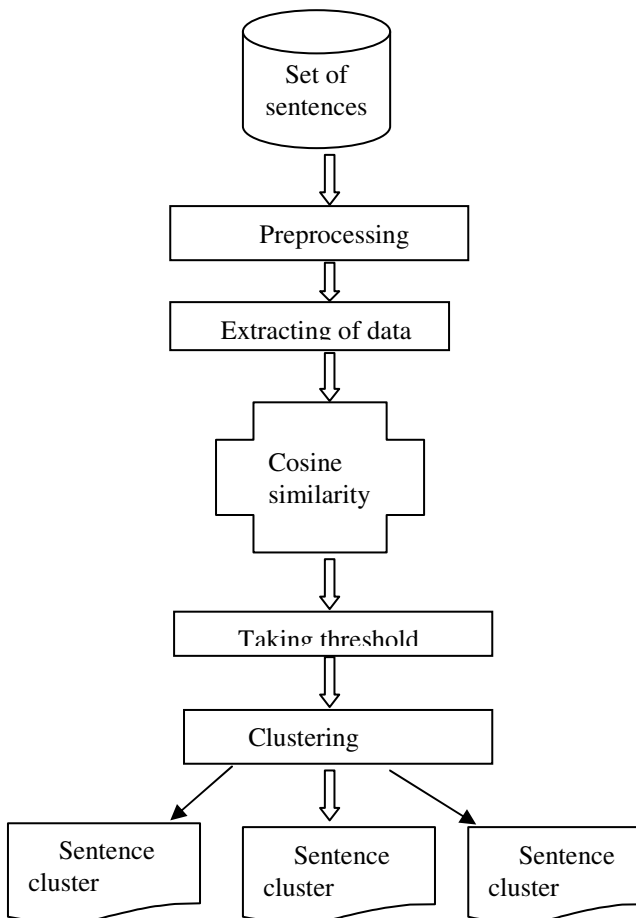 Set of
sentences
Preprocessing
Extracting of data
Cosine
similarity
Taking threshold
Clustering
Sentence
cluster
Sentence
cluster
Sentence
cluster